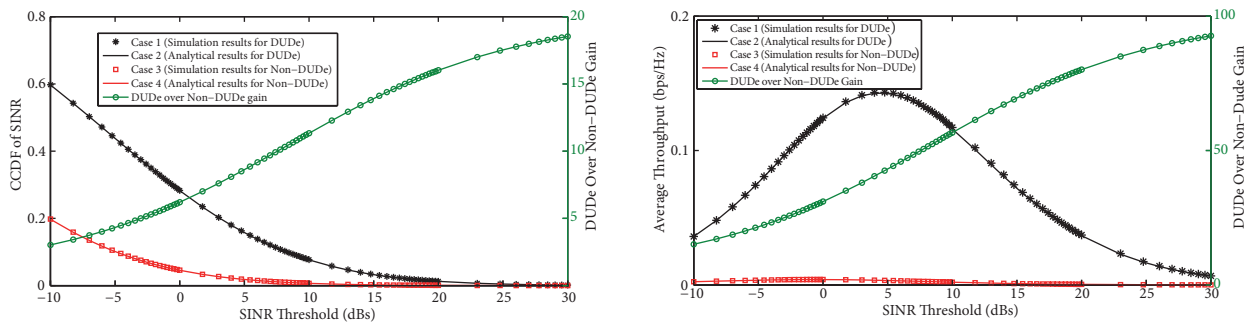 0.8
20
Case 1 (Simulation results for DUDe)
Case 2 (Analytical results for DUDe)
Case 3 (Simulation results for Non−DUDe)
Case 4 (Analytical results for Non−DUDe)
DUDe over Non−DUDe gain
0.6
15
0.4
10
0.2
5
0
0
CCDF of SINR
DUDe Over Non−DUDe Gain
−10 −5 0 5 10 15 20 25 30
SINR Threshold (dBs)
0.2
100
Case 1 (Simulation results for DUDe)
Case 2 (Analytical results for DUDe)
Case 3 (Simulation results for Non−DUDe)
Case 4 (Analytical results for Non−DUDe)
DUDe over Non−DUDe Gain
0.1
50
0
0
Average Throughput (bps/Hz)
DUDe Over Non−Dude Gain
−10 −5 0 5 10 15 20 25 30
SINR Threshold (dBs)